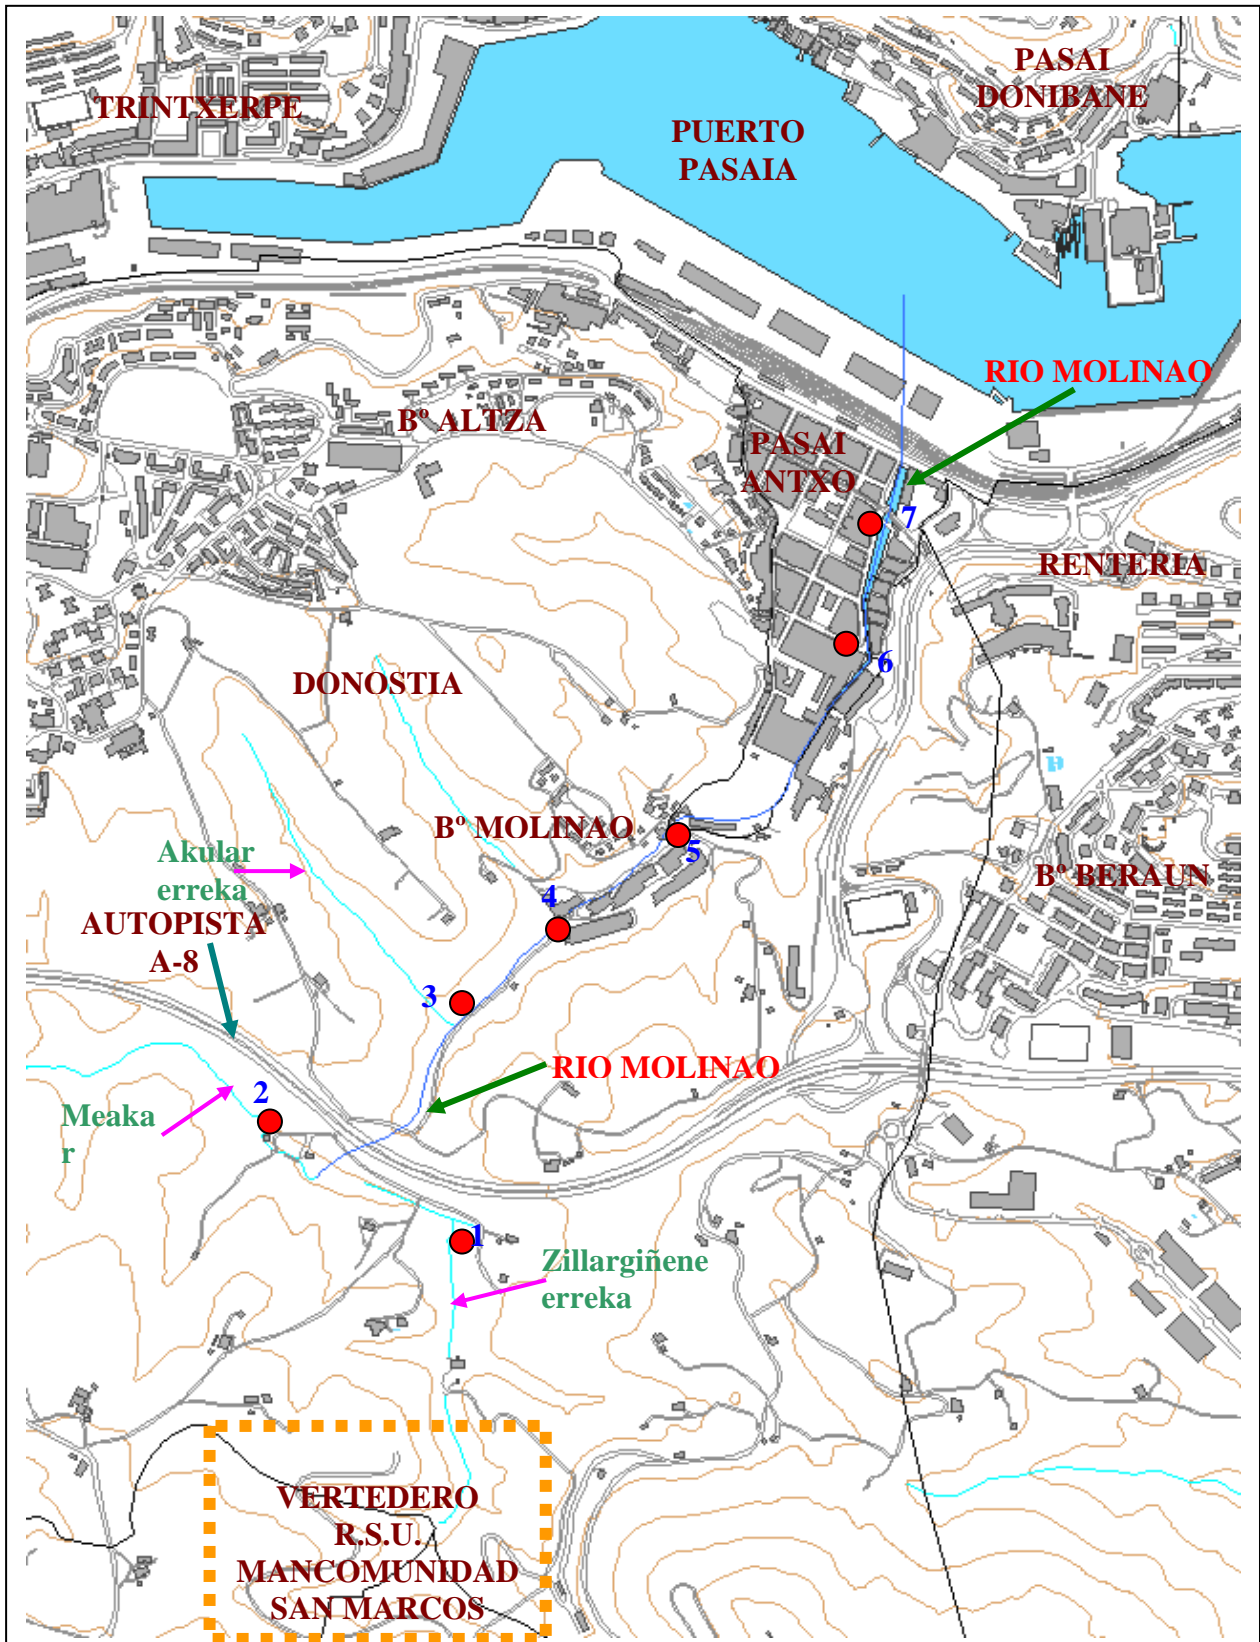 PASAI
DONIBANE
TRINTXERPE
PUERTO
PASAIA
RIO MOLINAO
Bº ALTZA
PASAI
ANTXO
7
RENTERIA
6
DONOSTIA
Bº MOLINAO
5
Akular
erreka
Bº BERAUN
4
AUTOPISTA
A-8
3
RIO MOLINAO
2
Meaka
r
1
Zillargiñene
erreka
VERTEDERO
R.S.U.
MANCOMUNIDAD
SAN MARCOS